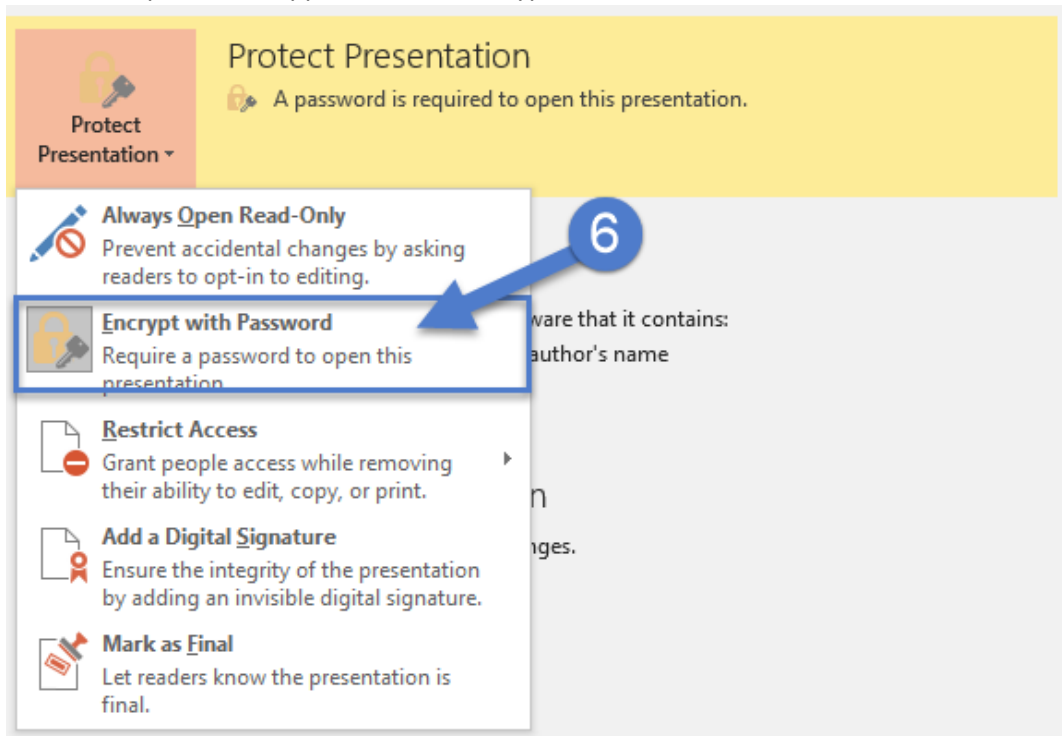 Protect Presentation
A password is required to open this presentation.
Protect
Presentation
Always Open Read-Only
Prevent accidental changes by asking
readers to opt-in to editing.
6
Encrypt with Password
Require a password to open this
presentation
ware that it contains:
author's name
Restrict Access
Grant people access while removing
their ability to edit, copy, or print.
n
Add a Digital Signature
Ensure the integrity of the presentation
by adding an invisible digital signature.
nges.
Mark as Final
Let readers know the presentation is
final.